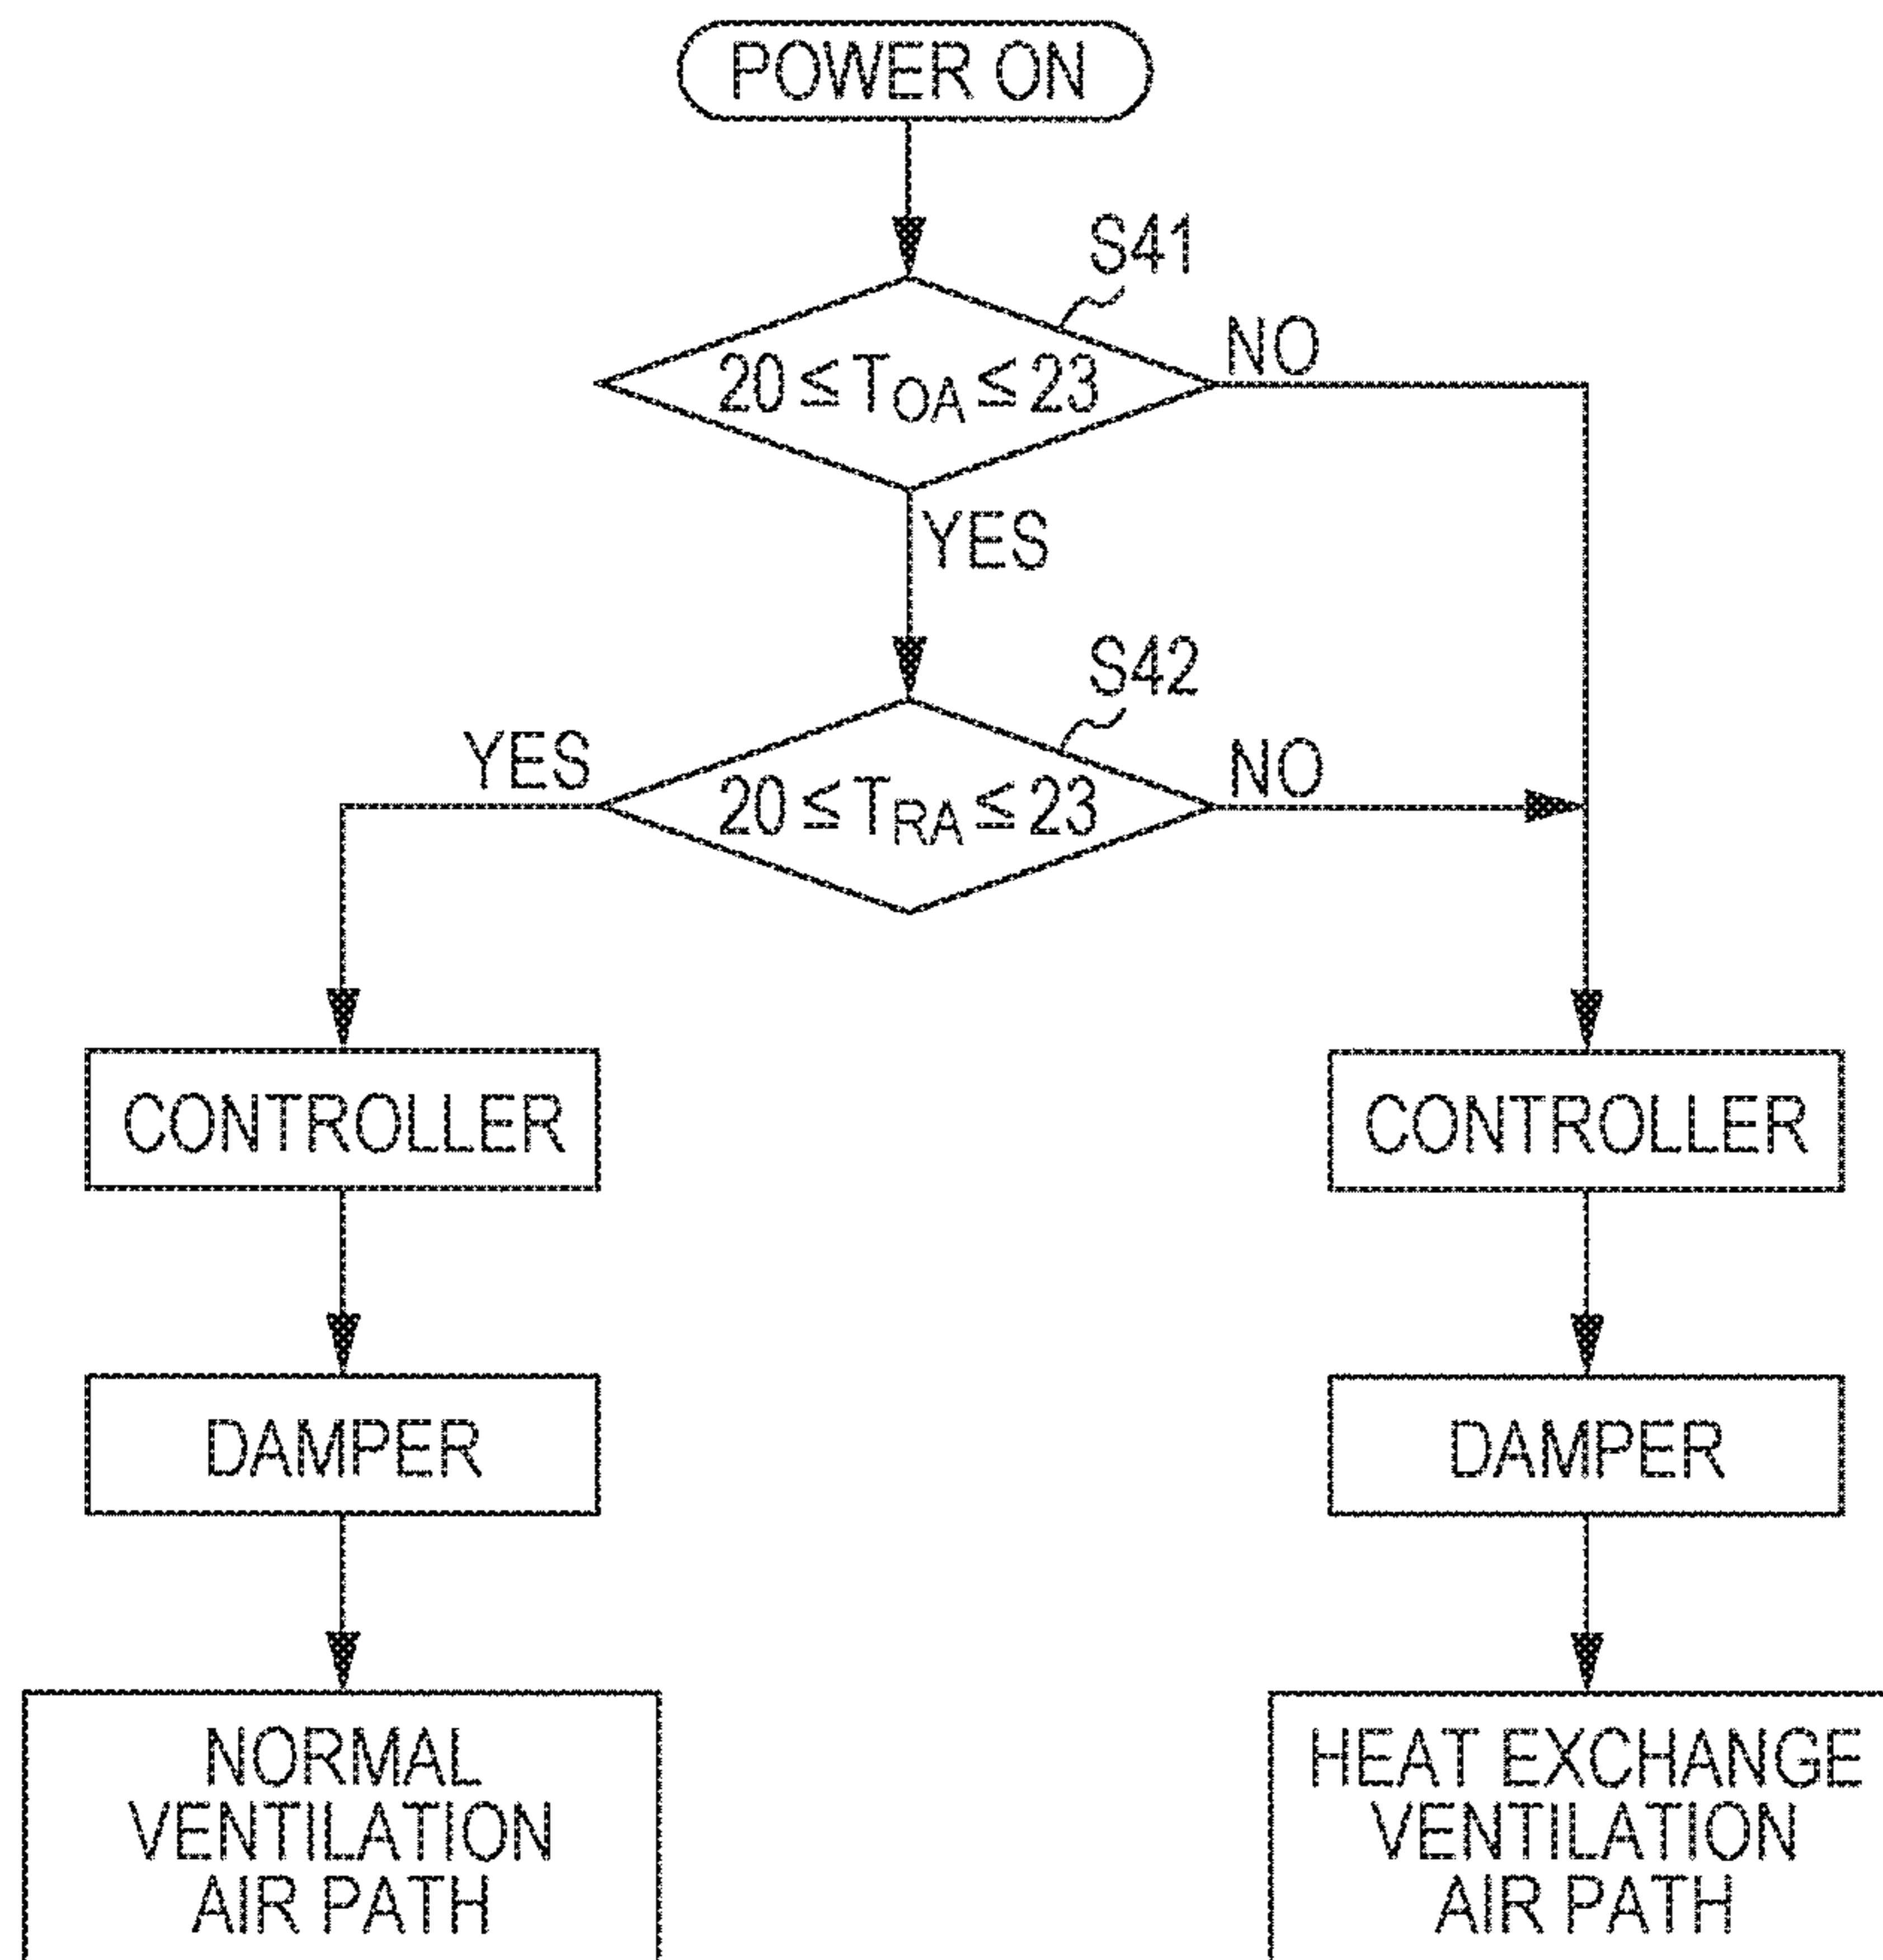 POWER ON
S41
20 ≤ TOA ≤ 23
NO
YES
S42
YES
20 ≤ TRA ≤ 23
NO
CONTROLLER
CONTROLLER
DAMPER
DAMPER
NORMAL
VENTILATION
AIR PATH
HEAT EXCHANGE
VENTILATION
AIR PATH